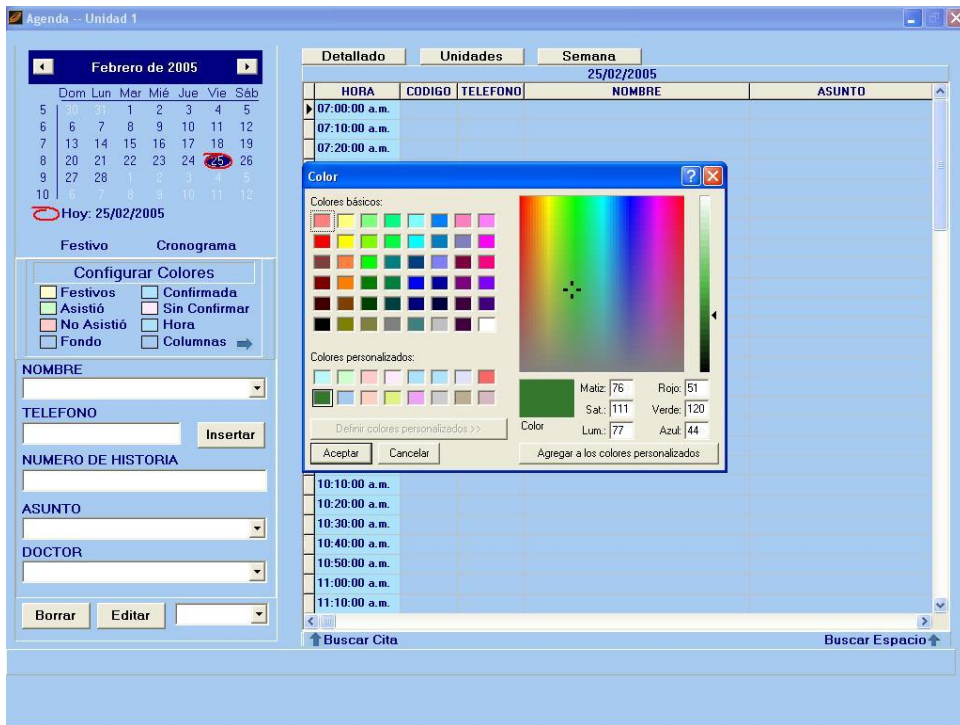 Agenda -- Unidad 1
Febrero de 2005
Dom Lun Mar Mié Jue Vie Sáb
5 30 31 1 2 3 4 5
6 6 7 8 9 10 11 12
7 13 14 15 16 17 18 19
8 20 21 22 23 24 25 26
9 27 28 1 2 3 4 5
10 6 7 8 9 10 11 12
Hoy: 25/02/2005
Festivo Cronograma
Configurar Colores
Festivos Confirmada
Asistió Sin Confirmar
No Asistió Hora
Fondo Columnas
NOMBRE
TELEFONO
Insertar
NUMERO DE HISTORIA
ASUNTO
DOCTOR
Borrar Editar
Detallado Unidades Semana
25/02/2005
HORA CODIGO TELEFONO NOMBRE ASUNTO
07:00:00 a.m.
07:10:00 a.m.
07:20:00 a.m.
Color
Colores básicos:
Colores personalizados:
Definir colores personalizados >>
Aceptar Cancelar
Color
Matiz: 76 Rojo: 51
Sat.: 111 Verde: 120
Lum.: 77 Azul: 44
Agregar a los colores personalizados
10:10:00 a.m.
10:20:00 a.m.
10:30:00 a.m.
10:40:00 a.m.
10:50:00 a.m.
11:00:00 a.m.
11:10:00 a.m.
Buscar Cita Buscar Espacio